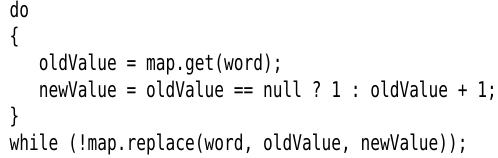 do
{
   oldValue = map.get(word);
   newValue = oldValue == null ? 1 : oldValue + 1;
}
while (!map.replace(word, oldValue, newValue));